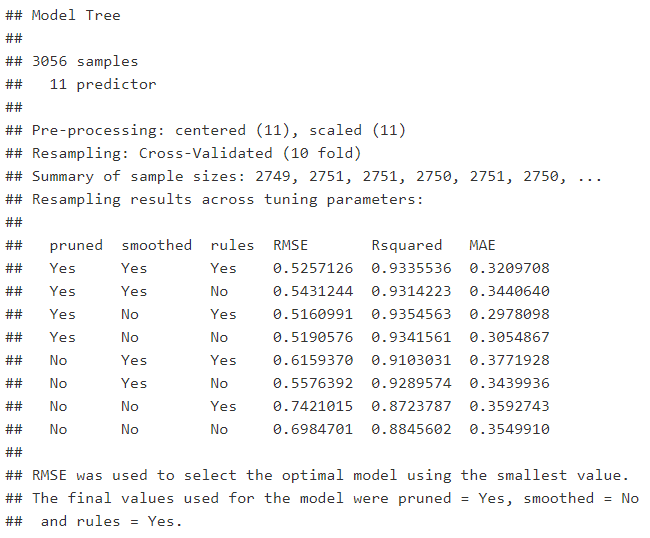 ## Model Tree
##
## 3056 samples
##   11 predictor
##
## Pre-processing: centered (11), scaled (11)
## Resampling: Cross-Validated (10 fold)
## Summary of sample sizes: 2749, 2751, 2751, 2750, 2751, 2750, ...
## Resampling results across tuning parameters:
##
##   pruned  smoothed  rules  RMSE       Rsquared   MAE
##   Yes     Yes       Yes    0.5257126  0.9335536  0.3209708
##   Yes     Yes       No     0.5431244  0.9314223  0.3440640
##   Yes     No        Yes    0.5160991  0.9354563  0.2978098
##   Yes     No        No     0.5190576  0.9341561  0.3054867
##   No      Yes       Yes    0.6159370  0.9103031  0.3771928
##   No      Yes       No     0.5576392  0.9289574  0.3439936
##   No      No        Yes    0.7421015  0.8723787  0.3592743
##   No      No        No     0.6984701  0.8845602  0.3549910
##
## RMSE was used to select the optimal model using the smallest value.
## The final values used for the model were pruned = Yes, smoothed = No
##  and rules = Yes.